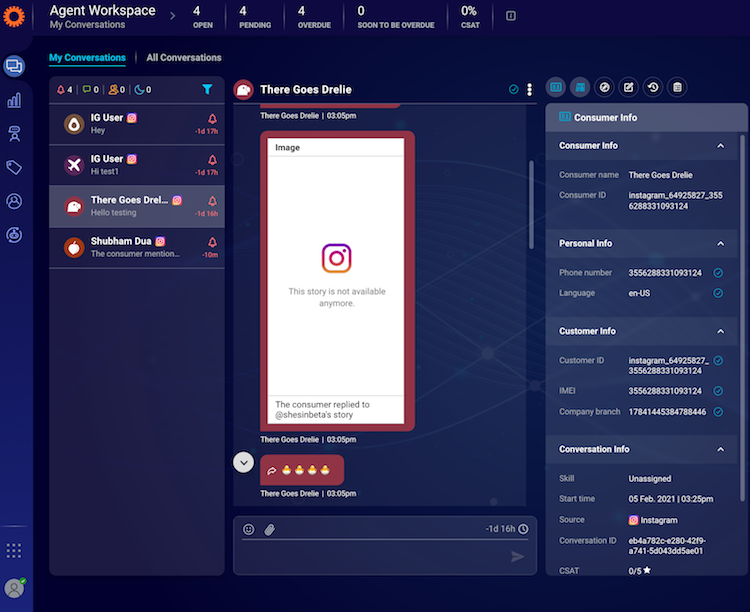 Agent Workspace
My Conversations
4
OPEN
4
PENDING
4
OVERDUE
0
SOON TO BE OVERDUE
0%
CSAT
My Conversations
All Conversations
4
0
0
0
IG User
Hey
-1d 17h
IG User
Hi test1
-1d 17h
There Goes Drel...
Hello testing
-1d 16h
Shubham Dua
The consumer mention...
-10m
There Goes Drelie
There Goes Drelie | 03:05pm
Image
This story is not available
anymore.
The consumer replied to
@shesinbeta's story
There Goes Drelie | 03:05pm
There Goes Drelie | 03:05pm
-1d 16h
Consumer Info
Consumer Info
Consumer name There Goes Drelie
Consumer ID instagram_64925827_355
6288331093124
Personal Info
Phone number 3556288331093124
Language en-US
Customer Info
Customer ID instagram_64925827_
3556288331093124
IMEI 3556288331093124
Company branch 17841445384788446
Conversation Info
Skill Unassigned
Start time 05 Feb. 2021 | 03:25pm
Source Instagram
Conversation ID eb4a782c-e280-42f9-
a741-5d043dd5ae01
CSAT 0/5